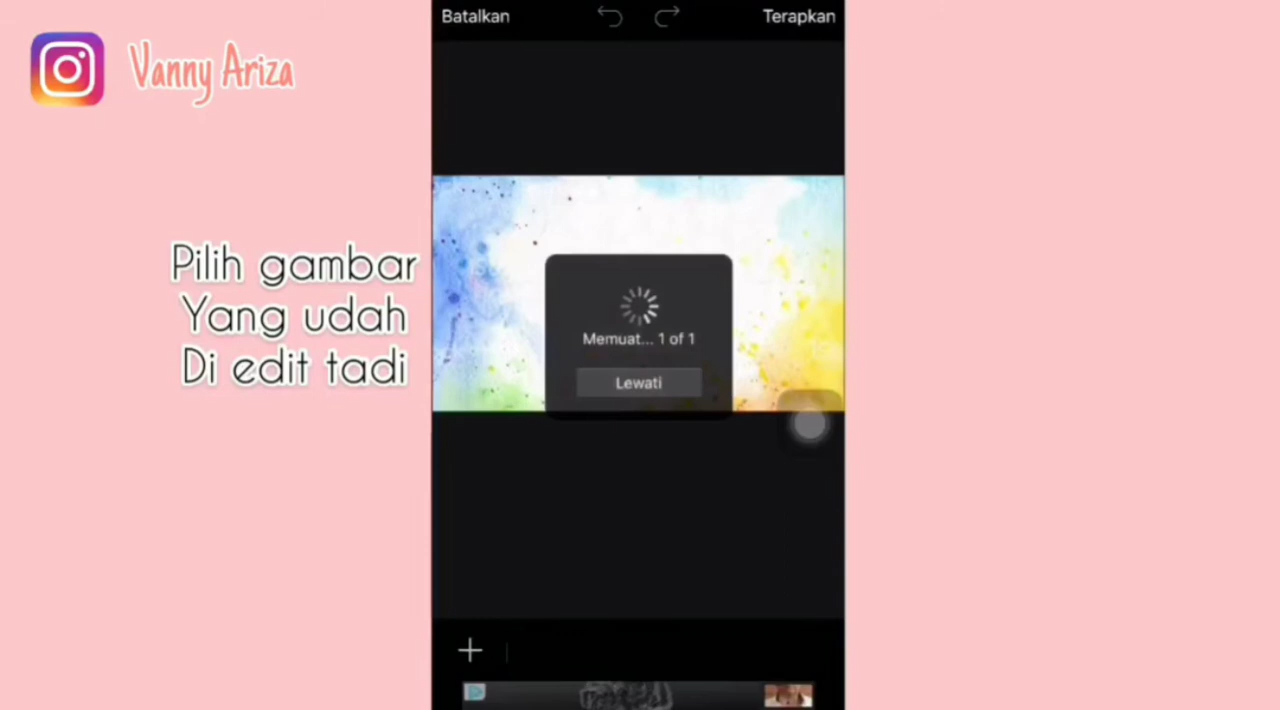 Batalkan
Terapkan
Vanny Ariza
Pilih gambar
Yang udah
Di edit tadi
Memuat... 1 of 1
Lewati